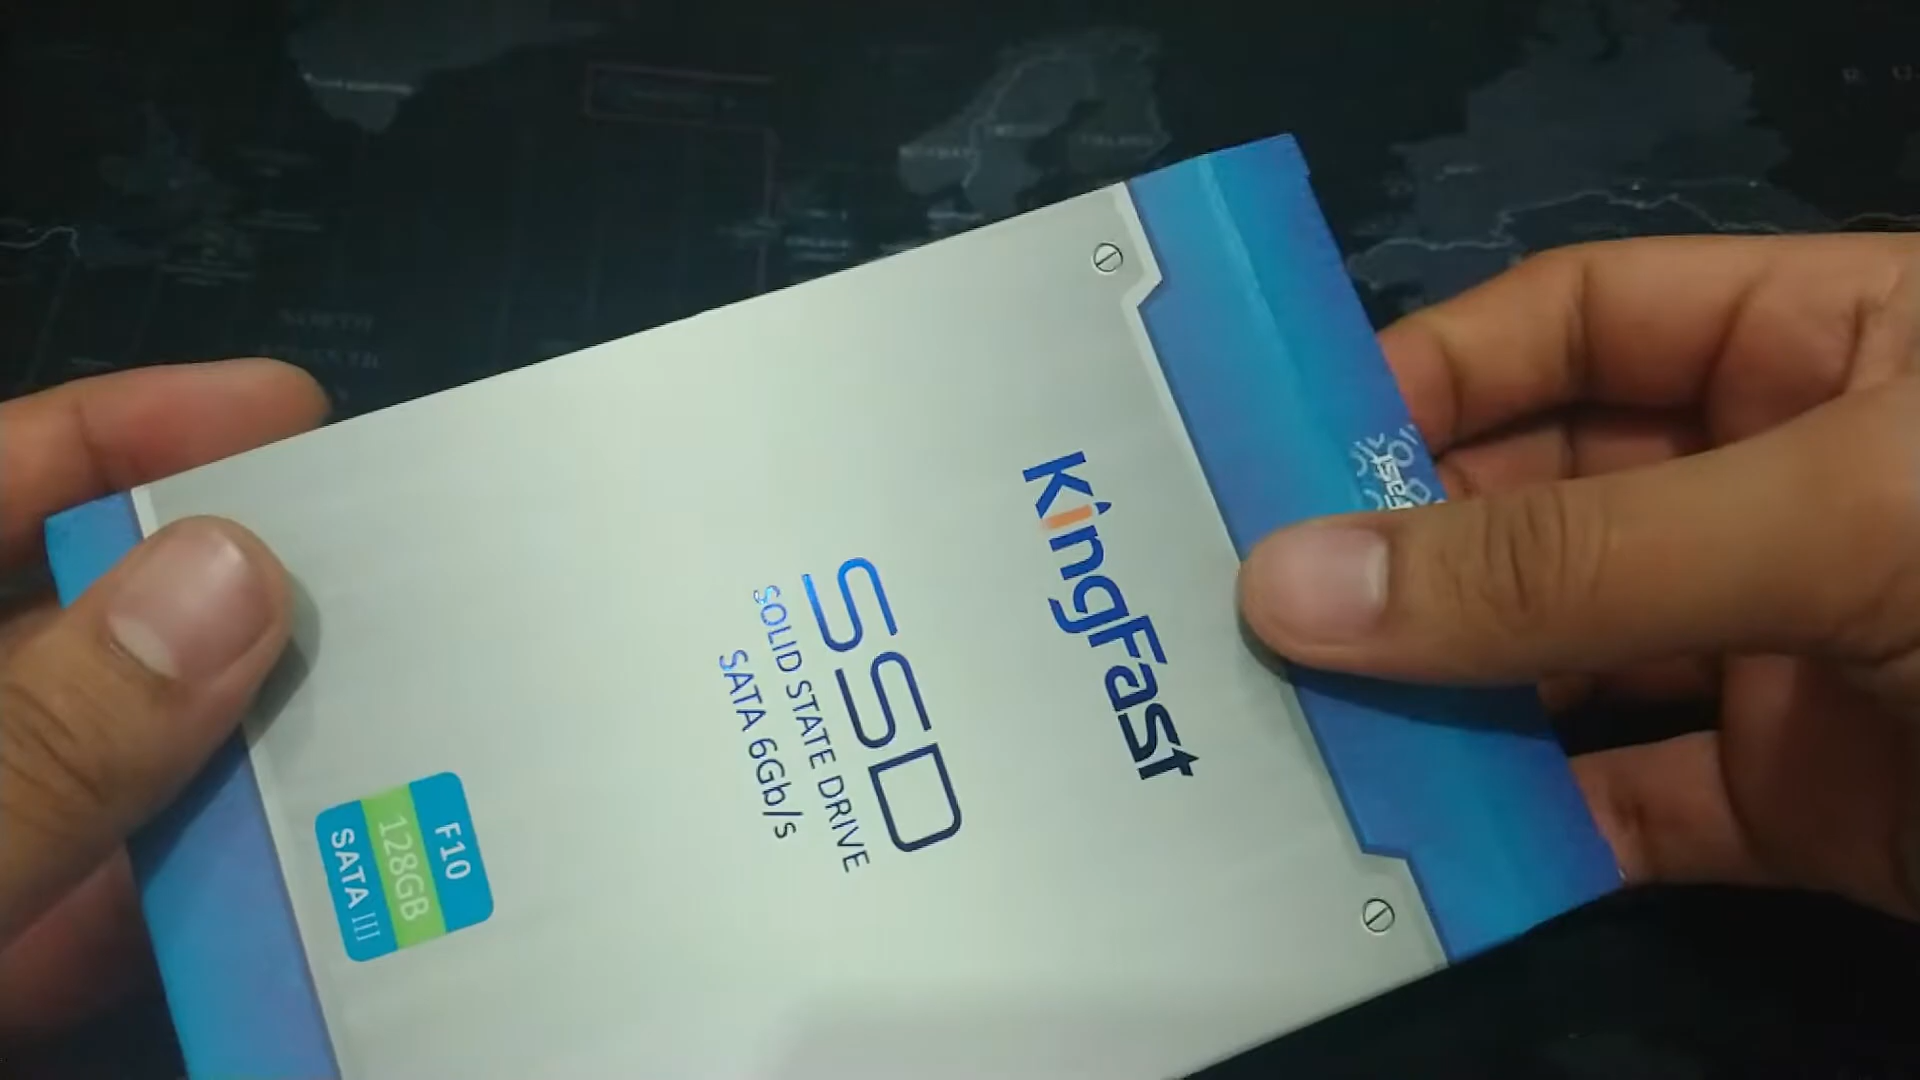 KingFast
SSD
SOLID STATE DRIVE
SATA 6Gb/s
F10
128GB
SATA III